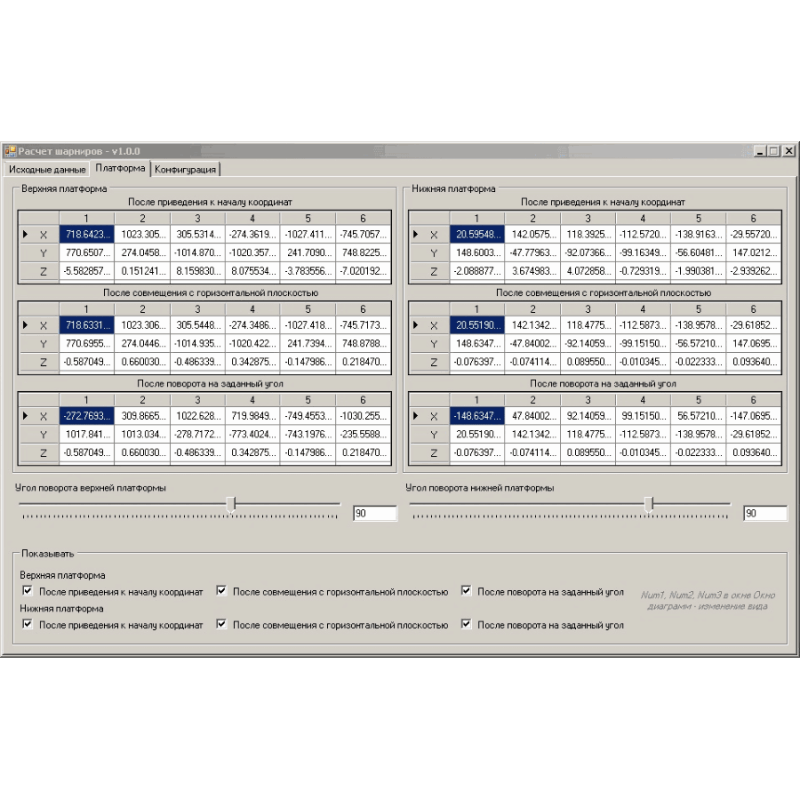 Расчет шарниров - v1.0.0
Исходные данные Платформа Конфигурация
Верхняя платформа
После приведения к началу координат
1 2 3 4 5 6
X 718.6423... 1023.305... 305.5314... -274.3619... -1027.411... -745.7057...
Y 770.6507... 274.0458... -1014.870... -1020.357... 241.7090... 748.8225...
Z -5.582857... 0.151241... 8.159830... 8.075534... -3.783556... -7.020192...
После совмещения с горизонтальной плоскостью
1 2 3 4 5 6
X 718.6331... 1023.306... 305.5448... -274.3486... -1027.418... -745.7173...
Y 770.6955... 274.0446... -1014.935... -1020.422... 241.7394... 748.8788...
Z -0.587049... 0.660030... -0.486339... 0.342875... -0.147986... 0.218470...
После поворота на заданный угол
1 2 3 4 5 6
X -272.7693... 309.8665... 1022.628... 719.9849... -749.4553... -1030.255...
Y 1017.841... 1013.034... -278.7172... -773.4024... -743.1976... -235.5588...
Z -0.587049... 0.660030... -0.486339... 0.342875... -0.147986... 0.218470...
Угол поворота верхней платформы
90
Нижняя платформа
После приведения к началу координат
1 2 3 4 5 6
X 20.59548... 142.0575... 118.3925... -112.5720... -138.9163... -29.55720...
Y 148.6003... -47.77963... -92.07366... -99.16349... -56.60481... 147.0212...
Z -2.088877... 3.674983... 4.072858... -0.729319... -1.990381... -2.939262...
После совмещения с горизонтальной плоскостью
1 2 3 4 5 6
X 20.55190... 142.1342... 118.4775... -112.5873... -138.9578... -29.61852...
Y 148.6347... -47.84002... -92.14059... -99.15150... -56.57210... 147.0695...
Z -0.076397... -0.074114... 0.089550... -0.010345... -0.022333... 0.093640...
После поворота на заданный угол
1 2 3 4 5 6
X -148.6347... 47.84002... 92.14059... 99.15150... 56.57210... -147.0695...
Y 20.55190... 142.1342... 118.4775... -112.5873... -138.9578... -29.61852...
Z -0.076397... -0.074114... 0.089550... -0.010345... -0.022333... 0.093640...
Угол поворота нижней платформы
90
Показывать
Верхняя платформа
После приведения к началу координат После совмещения с горизонтальной плоскостью После поворота на заданный угол
Нижняя платформа
После приведения к началу координат После совмещения с горизонтальной плоскостью После поворота на заданный угол
Num1, Num2, Num3 в окне Окно
диаграмм - изменение вида